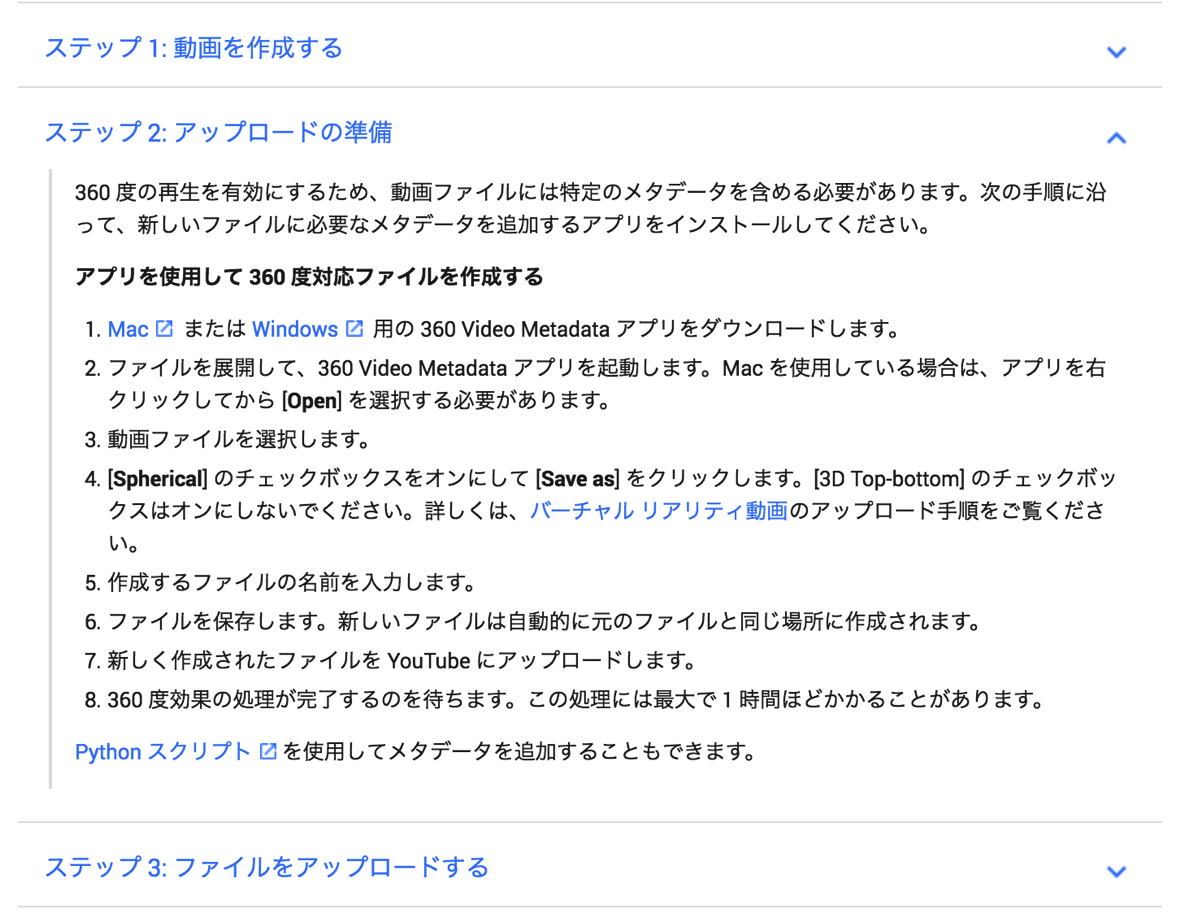 ステップ 1: 動画を作成する
ステップ 2: アップロードの準備
360 度の再生を有効にするため、動画ファイルには特定のメタデータを含める必要があります。次の手順に沿
って、新しいファイルに必要なメタデータを追加するアプリをインストールしてください。
アプリを使用して 360 度対応ファイルを作成する
1. Mac または Windows 用の 360 Video Metadata アプリをダウンロードします。
2. ファイルを展開して、360 Video Metadata アプリを起動します。Mac を使用している場合は、アプリを右
クリックしてから [Open] を選択する必要があります。
3. 動画ファイルを選択します。
4. [Spherical] のチェックボックスをオンにして [Save as] をクリックします。[3D Top-bottom] のチェックボッ
クスはオンにしないでください。詳しくは、バーチャル リアリティ動画のアップロード手順をご覧くださ
い。
5. 作成するファイルの名前を入力します。
6. ファイルを保存します。新しいファイルは自動的に元のファイルと同じ場所に作成されます。
7. 新しく作成されたファイルを YouTube にアップロードします。
8. 360 度効果の処理が完了するのを待ちます。この処理には最大で 1 時間ほどかかることがあります。
Python スクリプト を使用してメタデータを追加することもできます。
ステップ 3: ファイルをアップロードする